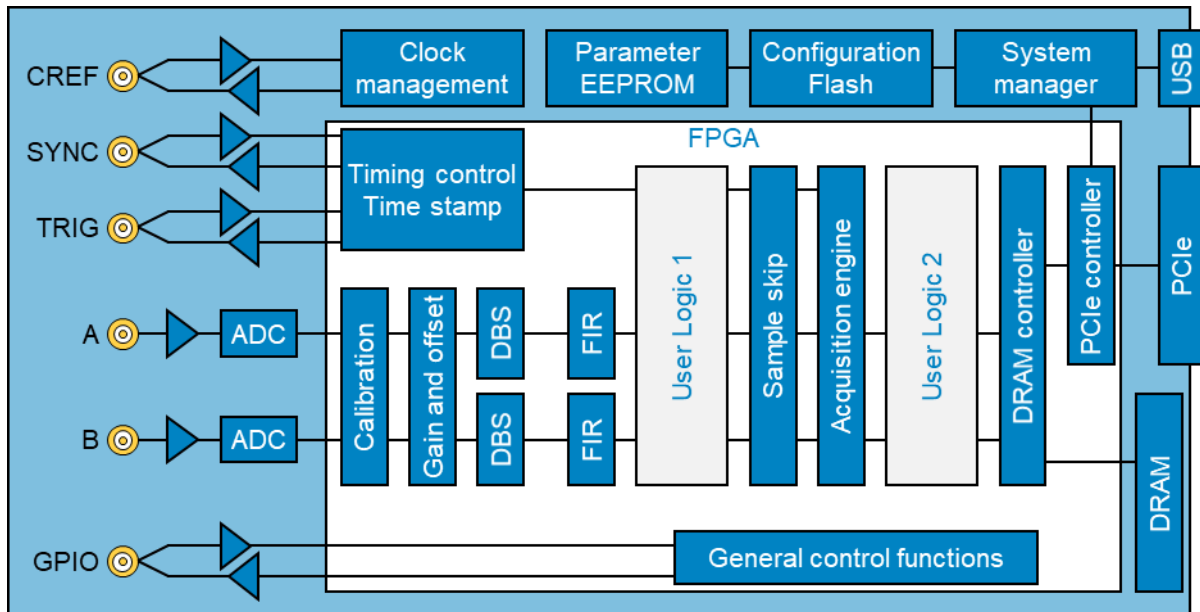 CREF
Clock
management
Parameter
EEPROM
Configuration
Flash
System
manager
USB
SYNC
TRIG
Timing control
Time stamp
FPGA
A
ADC
B
ADC
Calibration
Gain and offset
DBS
DBS
FIR
FIR
User Logic 1
Sample skip
Acquisition engine
User Logic 2
DRAM controller
PCIe controller
PCIe
DRAM
GPIO
General control functions